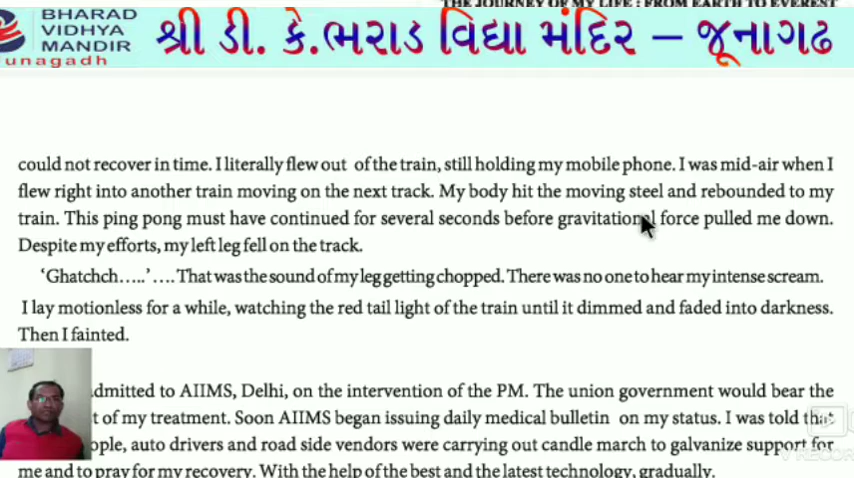 THE JOURNEY OF MY LIFE : FROM EARTH TO EVEREST
BHARAD
VIDHYA
MANDIR
unagadh
શ્રી ડી. કે.ભરાડ વિદ્યા મંદિર – જૂનાગઢ
could not recover in time. I literally flew out of the train, still holding my mobile phone. I was mid-air when I
flew right into another train moving on the next track. My body hit the moving steel and rebounded to my
train. This ping pong must have continued for several seconds before gravitational force pulled me down.
Despite my efforts, my left leg fell on the track.
‘Ghatchch…..’…. That was the sound of my leg getting chopped. There was no one to hear my intense scream.
I lay motionless for a while, watching the red tail light of the train until it dimmed and faded into darkness.
Then I fainted.
dmitted to AIIMS, Delhi, on the intervention of the PM. The union government would bear the
t of my treatment. Soon AIIMS began issuing daily medical bulletin on my status. I was told that
ople, auto drivers and road side vendors were carrying out candle march to galvanize support for
me and to pray for my recovery. With the help of the best and the latest technology, gradually.